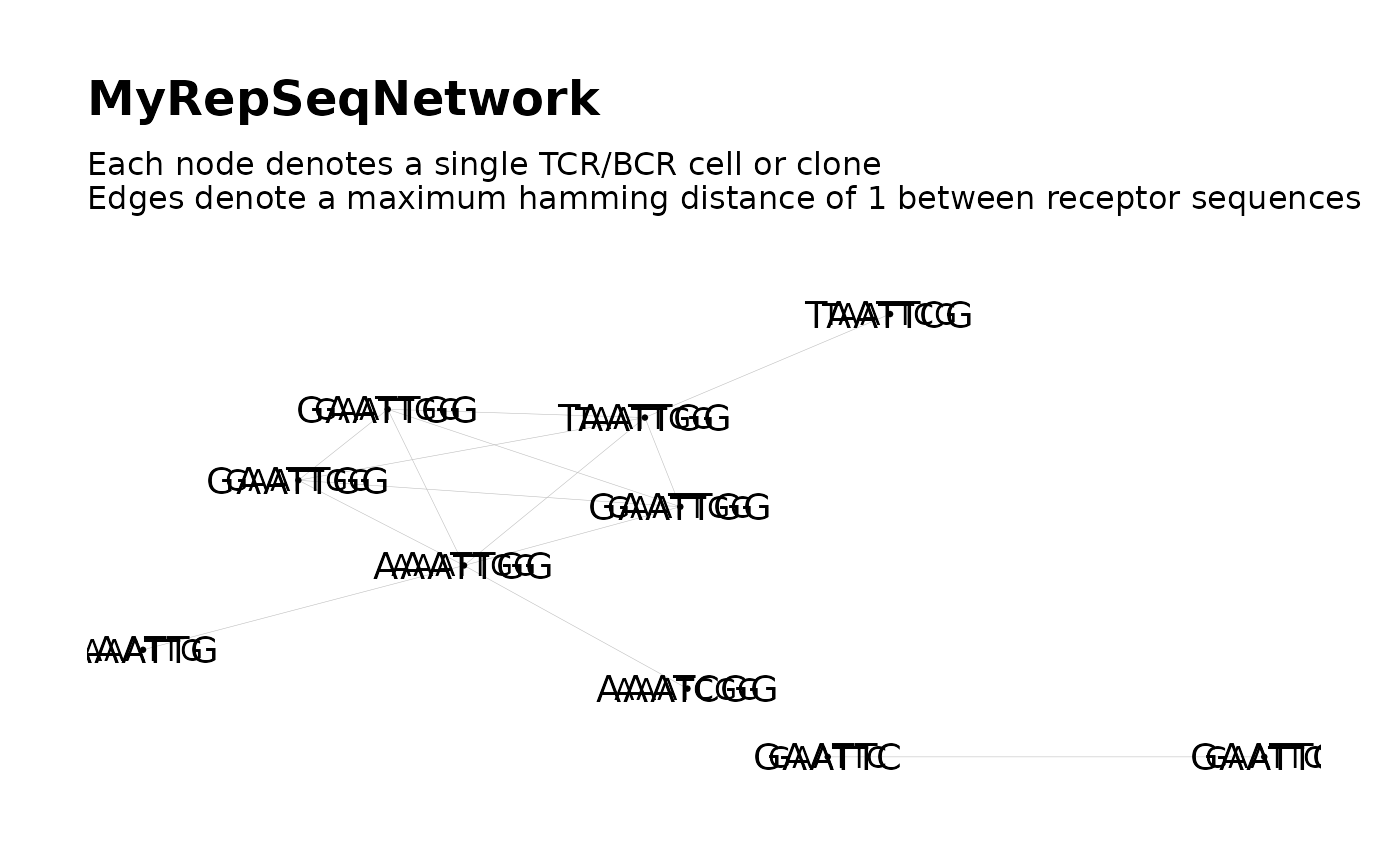 MyRepSeqNetwork
Each node denotes a single TCR/BCR cell or clone
Edges denote a maximum hamming distance of 1 between receptor sequences
TAATTCG
GAATTGG
TAATTGG
GAATTGG
GAATTGG
AAATTGG
AAATTG
AAATCGG
GAATTC
GAATTC